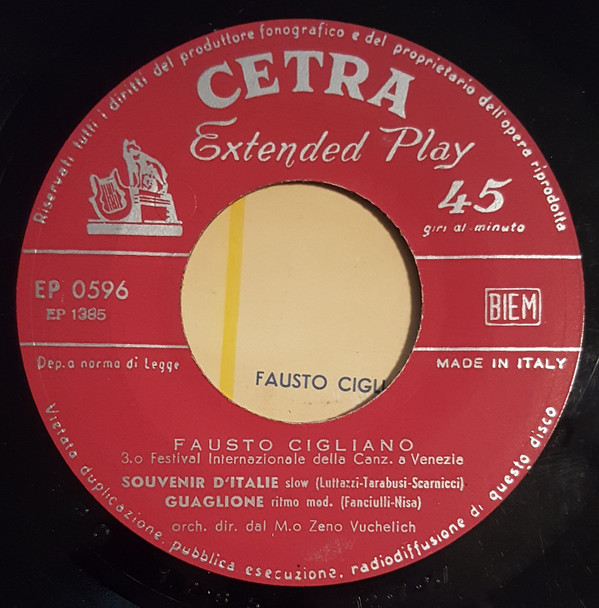 Riservati tutti i diritti del produttore fonografico e del proprietario dell'opera riprodotta
CETRA
Extended Play
45
giri al minuto
EP 0596
EP 1385
BIEM
Dep. a norma di Legge
MADE IN ITALY
FAUSTO CIGLI
FAUSTO CIGLIANO
3.o Festival Internazionale della Canz. a Venezia
SOUVENIR D'ITALIE slow (Luttazzi-Tarabusi-Scarnicci)
GUAGLIONE ritmo mod. (Fanciulli-Nisa)
orch. dir. dal M.o Zeno Vuchelich
Vietata duplicazione, pubblica esecuzione, radiodiffusione di questo disco